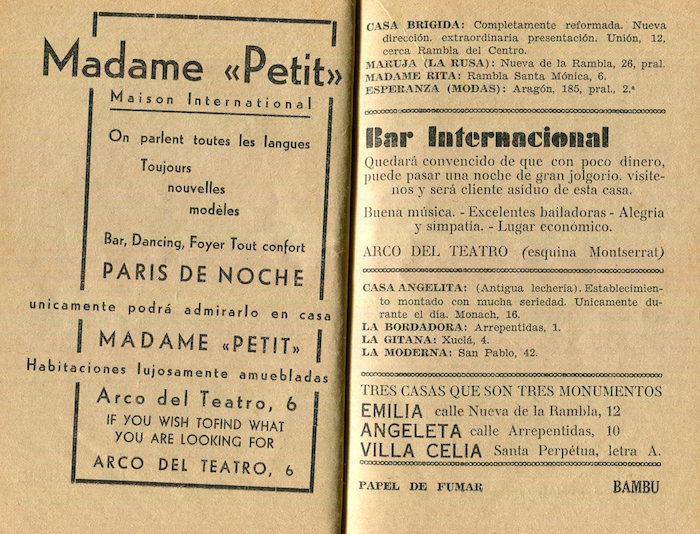 Madame «Petit»
Maison International
On parlent toutes les langues
Toujours
nouvelles
modèles
Bar, Dancing, Foyer Tout confort
PARIS DE NOCHE
unicamente podrá admirarlo en casa
MADAME «PETIT»
Habitaciones lujosamente amuebladas
Arco del Teatro, 6
IF YOU WISH TOFIND WHAT
YOU ARE LOOKING FOR
ARCO DEL TEATRO, 6
CASA BRIGIDA: Completamente reformada. Nueva
dirección. extraordinaria presentación. Unión, 12,
cerca Rambla del Centro.
MARUJA (LA RUSA): Nueva de la Rambla, 26, pral.
MADAME RITA: Rambla Santa Mónica, 6.
ESPERANZA (MODAS): Aragón, 185, pral., 2.ª
Bar Internacional
Quedará convencido de que con poco dinero,
puede pasar una noche de gran jolgorio. visite-
nos y será cliente asíduo de esta casa.
Buena música. - Excelentes bailadoras - Alegria
y simpatia. - Lugar económico.
ARCO DEL TEATRO (esquina Montserrat)
CASA ANGELITA: (Antigua lechería). Establecimien-
to montado con mucha seriedad. Unicamente du-
rante el día. Monach, 16.
LA BORDADORA: Arrepentidas, 1.
LA GITANA: Xuclá, 4.
LA MODERNA: San Pablo, 42.
TRES CASAS QUE SON TRES MONUMENTOS
EMILIA calle Nueva de la Rambla, 12
ANGELETA calle Arrepentidas, 10
VILLA CELIA Santa Perpétua, letra A.
PAPEL DE FUMAR BAMBU